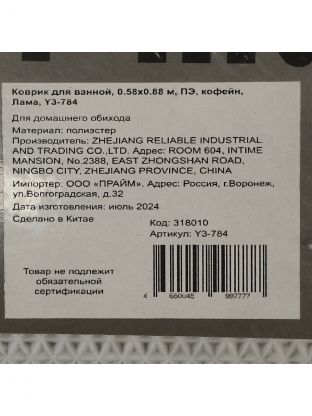 Коврик для ванной, 0.58х0.88 м, ПЭ, кофейн,
Лама, Y3-784
Для домашнего обихода
Материал: полиэстер
Производитель: ZHEJIANG RELIABLE INDUSTRIAL
AND TRADING CO.,LTD. Адрес: ROOM 604, INTIME
MANSION, No.2388, EAST ZHONGSHAN ROAD,
NINGBO CITY, ZHEJIANG PROVINCE, CHINA
Импортер: ООО «ПРАЙМ», Адрес: Россия, г.Воронеж,
ул.Волгоградская, д.32
Дата изготовления: июль 2024
Сделано в Китае
Код: 318010
Артикул: Y3-784
Товар не подлежит
обязательной
сертификации